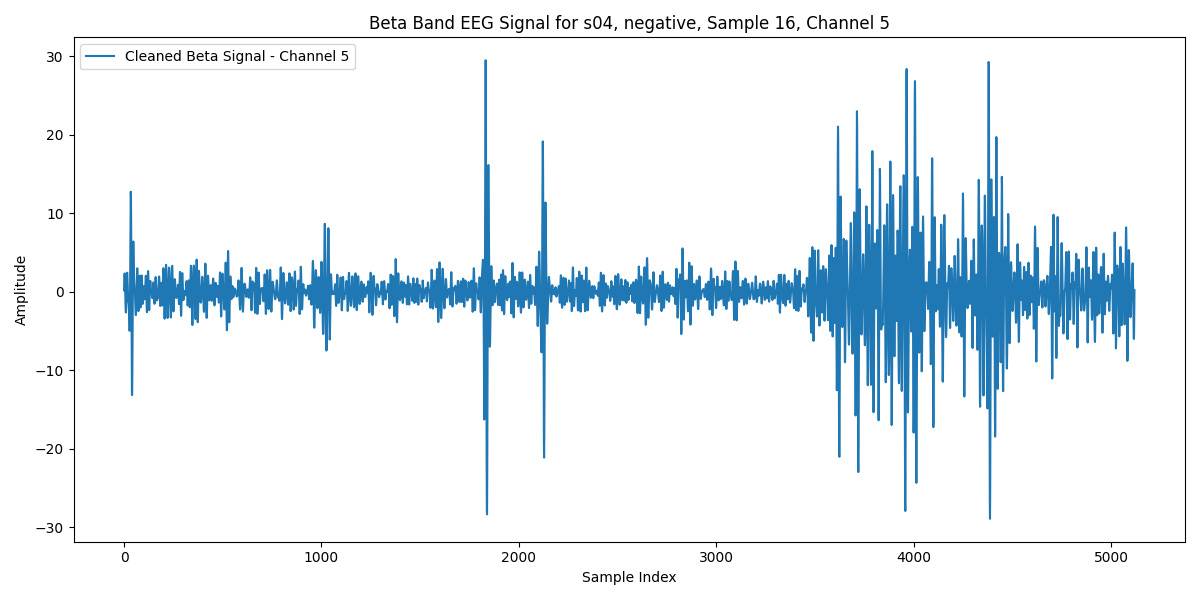 Beta Band EEG Signal for s04, negative, Sample 16, Channel 5
Cleaned Beta Signal - Channel 5
Amplitude
30
20
10
0
−10
−20
−30
0 1000 2000 3000 4000 5000
Sample Index